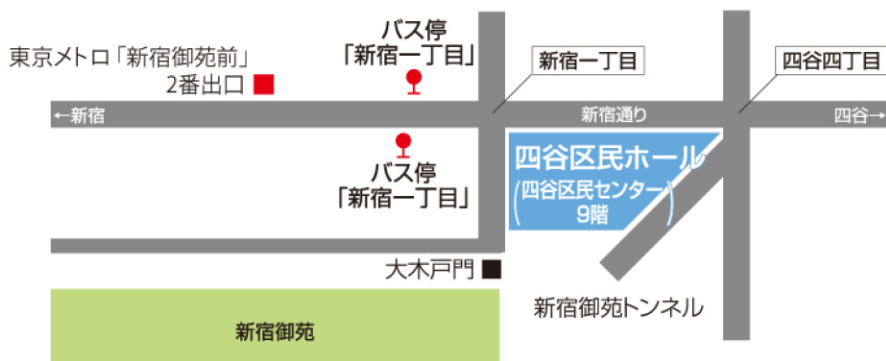 バス停
「新宿一丁目」
東京メトロ「新宿御苑前」
2番出口
新宿一丁目
四谷四丁目
←新宿
新宿通り
四谷→
バス停
「新宿一丁目」
四谷区民ホール
(四谷区民センター)
9階
大木戸門
新宿御苑トンネル
新宿御苑